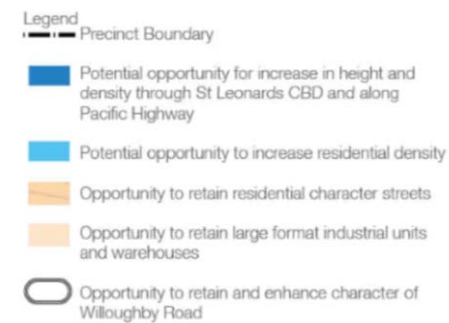 Legend
Precinct Boundary
Potential opportunity for increase in height and
density through St Leonards CBD and along
Pacific Highway
Potential opportunity to increase residential density
Opportunity to retain residential character streets
Opportunity to retain large format industrial units
and warehouses
Opportunity to retain and enhance character of
Willoughby Road